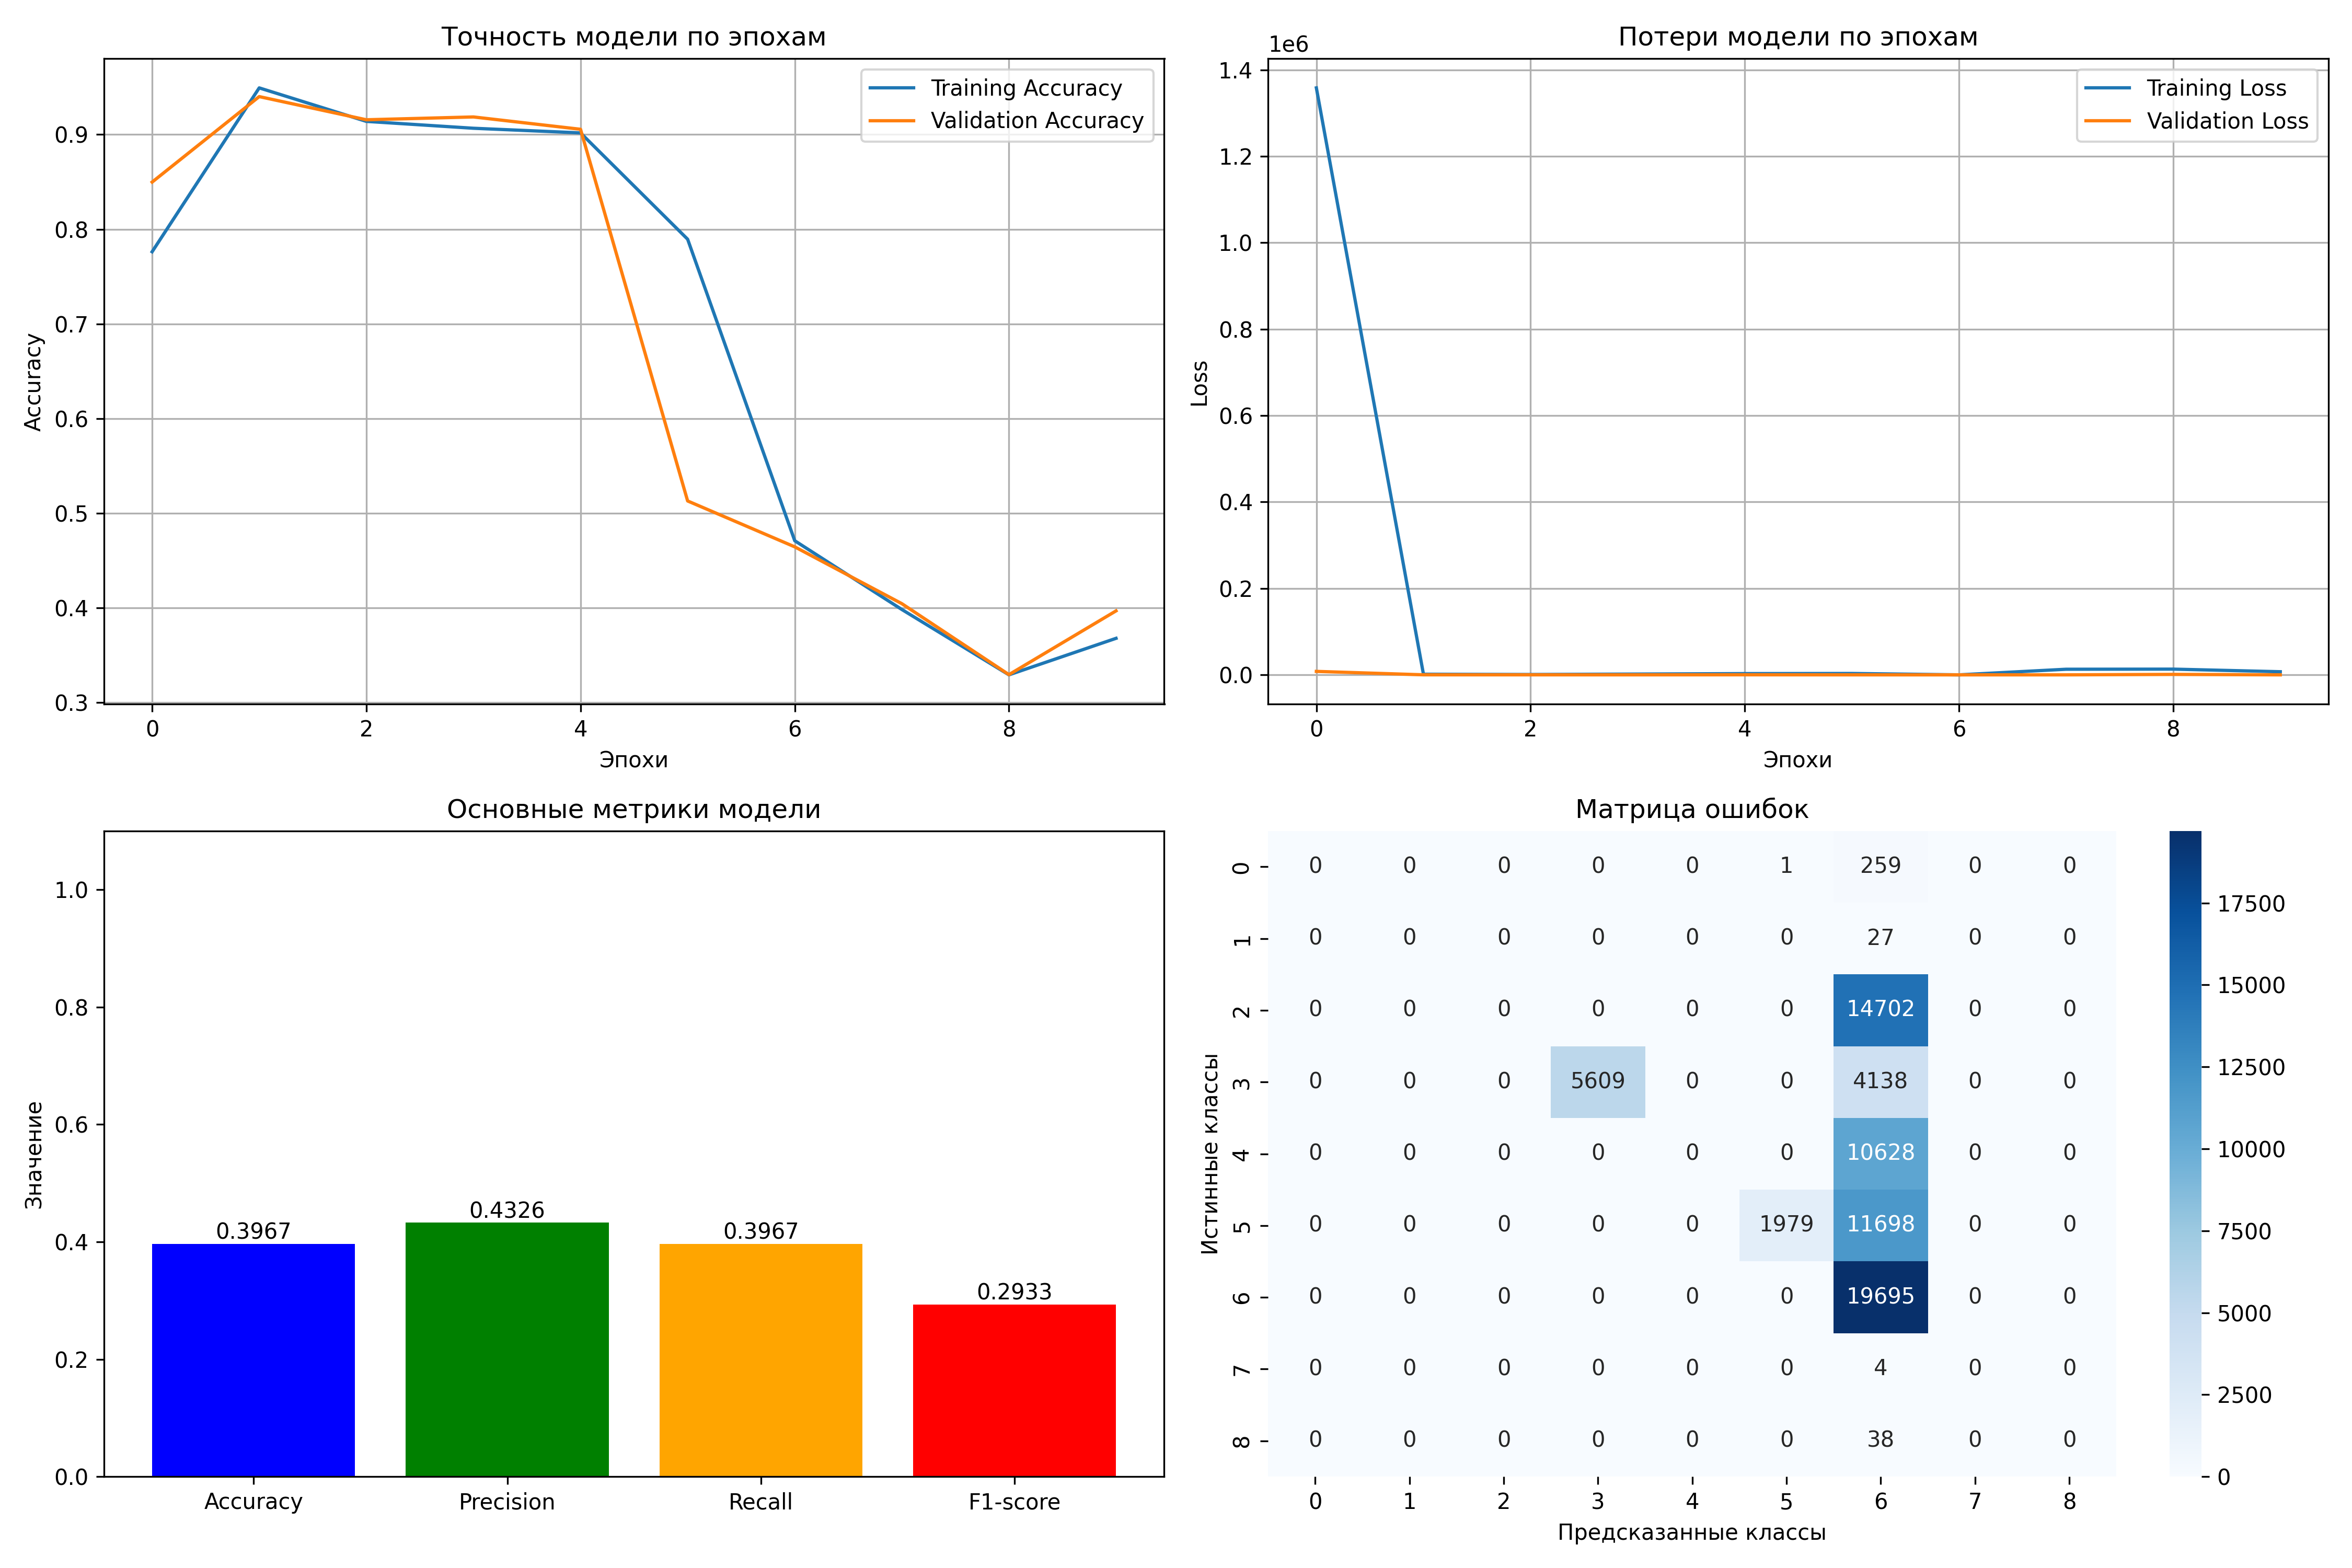 Точность модели по эпохам
Training Accuracy
Validation Accuracy
Accuracy
0.9
0.8
0.7
0.6
0.5
0.4
0.3
0 2 4 6 8
Эпохи
Потери модели по эпохам
1e6
Training Loss
Validation Loss
Loss
1.4
1.2
1.0
0.8
0.6
0.4
0.2
0.0
0 2 4 6 8
Эпохи
Основные метрики модели
Значение
1.0
0.8
0.6
0.4
0.2
0.0
0.3967 0.4326 0.3967 0.2933
Accuracy Precision Recall F1-score
Матрица ошибок
Истинные классы
0 0 0 0 0 0 1 259 0 0
1 0 0 0 0 0 0 27 0 0
2 0 0 0 0 0 0 14702 0 0
3 0 0 0 5609 0 0 4138 0 0
4 0 0 0 0 0 0 10628 0 0
5 0 0 0 0 0 1979 11698 0 0
6 0 0 0 0 0 0 19695 0 0
7 0 0 0 0 0 0 4 0 0
8 0 0 0 0 0 0 38 0 0
0 1 2 3 4 5 6 7 8
Предсказанные классы
17500
15000
12500
10000
7500
5000
2500
0